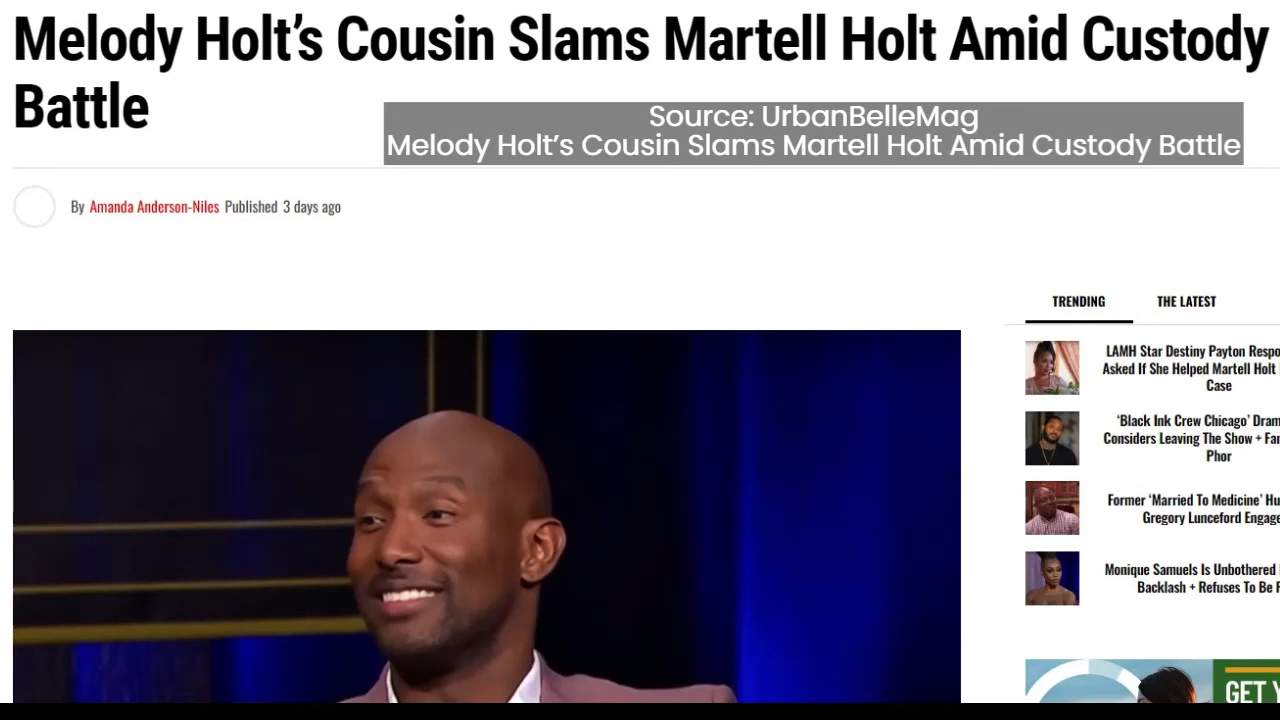 Melody Holt’s Cousin Slams Martell Holt Amid Custody
Battle
Source: UrbanBelleMag
Melody Holt’s Cousin Slams Martell Holt Amid Custody Battle
By Amanda Anderson-Niles Published 3 days ago
TRENDING THE LATEST
LAMH Star Destiny Payton
Asked If She Helped Martell Holt
Case
‘Black Ink Crew Chicago’
Considers Leaving The Show +
Phor
Former ‘Married To Medicine’
Gregory Lunceford
Monique Samuels Is Unbothered
Backlash + Refuses To Be
GET